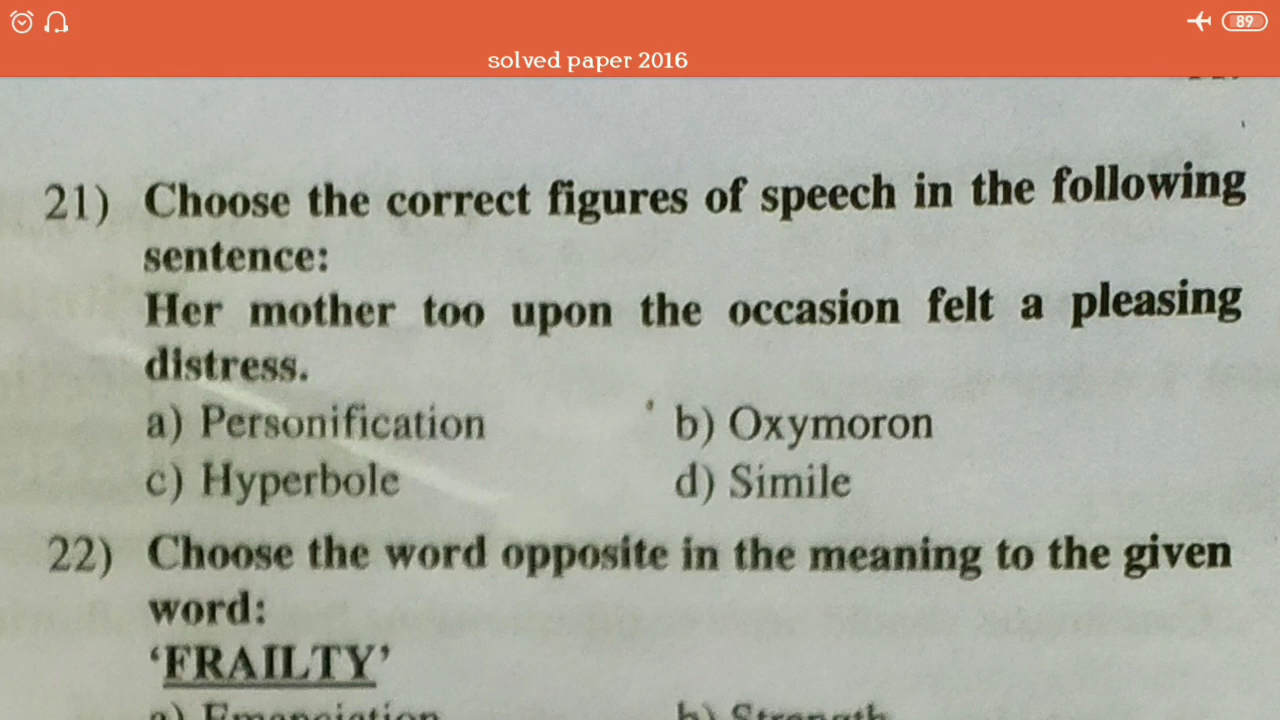 89
solved paper 2016
21) Choose the correct figures of speech in the following
sentence:
Her mother too upon the occasion felt a pleasing
distress.
a) Personification b) Oxymoron
c) Hyperbole d) Simile
22) Choose the word opposite in the meaning to the given
word:
‘FRAILTY’
a) Emanciation b) Strength